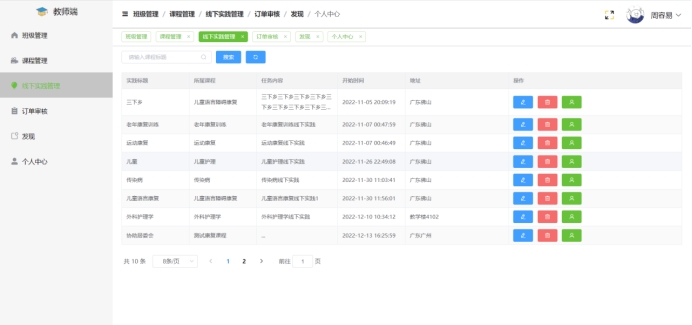 教师端
班级管理 / 课程管理 / 线下实践管理 / 订单审核 / 发现 / 个人中心
周容易
班级管理 课程管理 × 线下实践管理 × 订单审核 × 发现 × 个人中心 ×
班级管理
课程管理
线下实践管理
订单审核
发现
个人中心
请输入课程标题 搜索
实践标题 所属课程 任务内容 开始时间 地址 操作
三下乡 儿童语言障碍康复 三下乡三下乡三下乡三下乡三
下乡三下乡三下乡三下乡三... 2022-11-05 20:09:19 广东佛山
老年康复训练 老年康复训练 老年康复训练线下实践 2022-11-07 00:47:59 广东佛山
运动康复 运动康复 运动康复线下实践 2022-11-07 00:46:49 广东佛山
儿童 儿童护理 儿童护理线下实践 2022-11-26 22:49:08 广东佛山
传染病 传染病 传染病线下实践 2022-11-30 11:03:41 广东佛山
儿童语言康复 儿童语言障碍康复 儿童语言康复线下实践1 2022-11-30 11:56:01 广东佛山
外科护理学 外科护理学 外科护理学线下实践 2022-12-10 10:34:12 教学楼4102
协助居委会 测试康复课程 ... 2022-12-13 16:25:59 广东广州
共 10 条 8条/页 1 2 前往 1 页